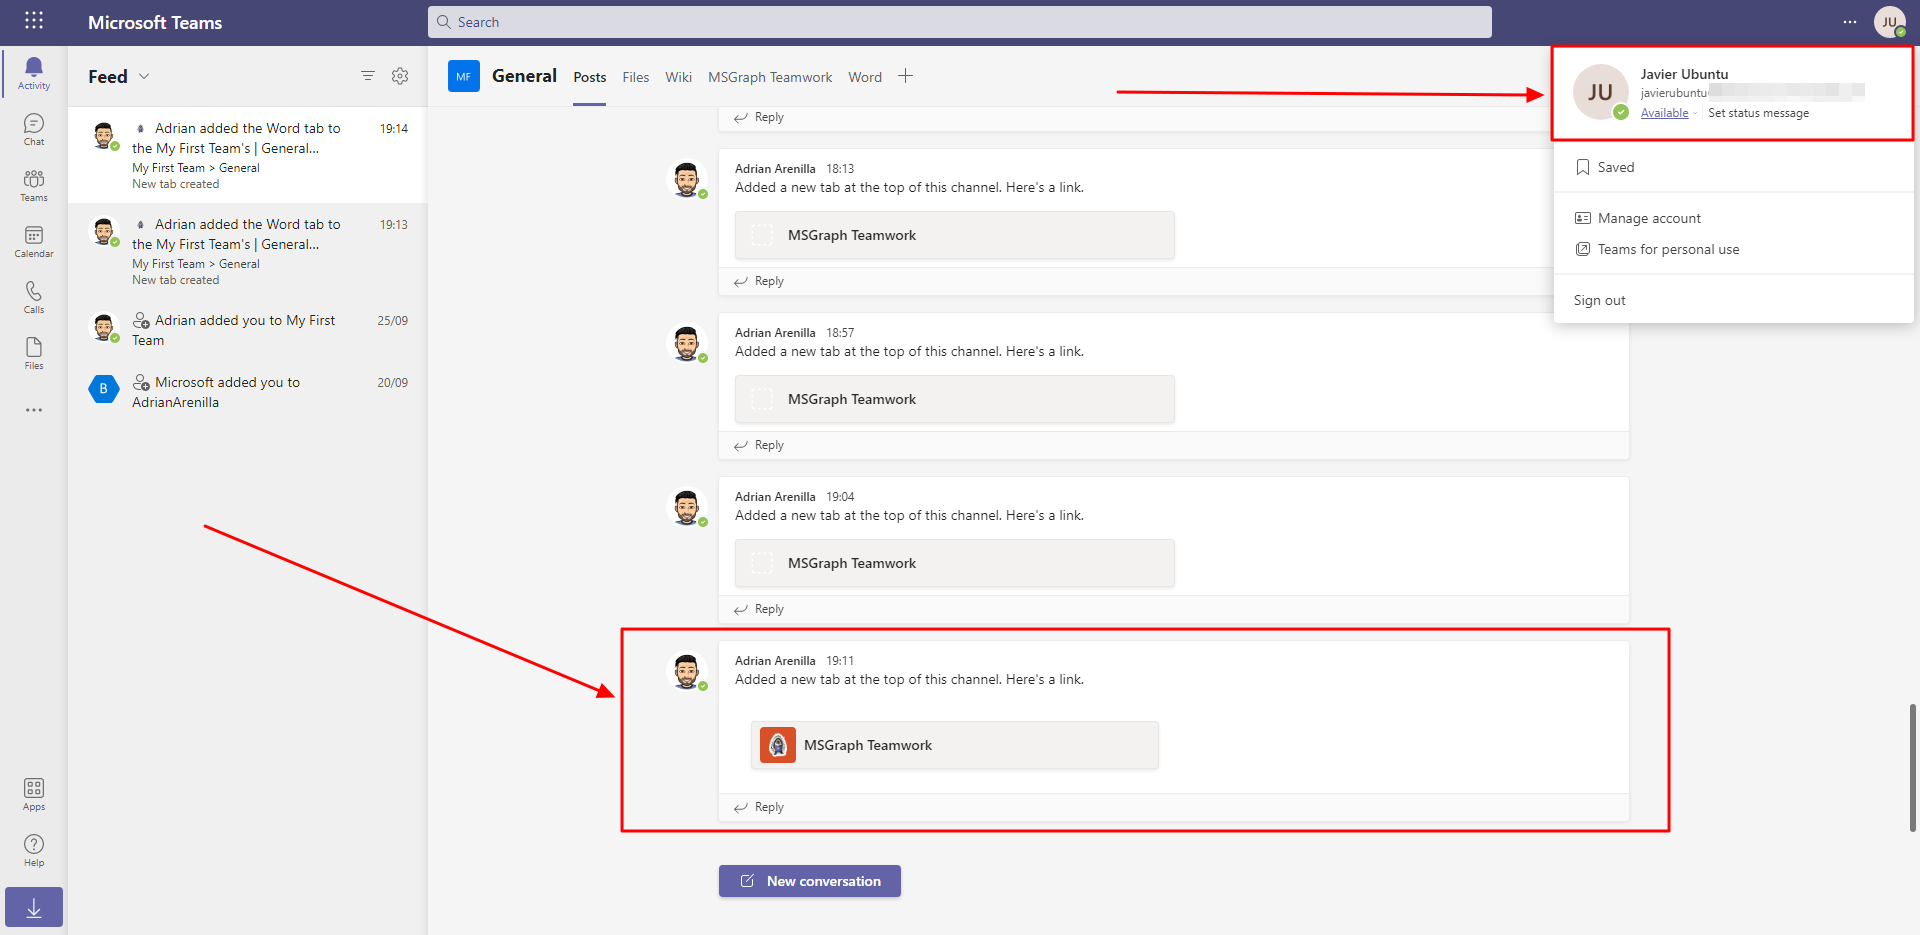 Microsoft Teams
Search
JU
Activity
Chat
Teams
Calendar
Calls
Files
Apps
Help
Feed
Adrian added the Word tab to
19:14
the My First Team's | General...
My First Team > General
New tab created
Adrian added the Word tab to
19:13
the My First Team's | General...
My First Team > General
New tab created
Adrian added you to My First
25/09
Team
B
Microsoft added you to
20/09
AdrianArenilla
MF
General
Posts
Files
Wiki
MSGraph Teamwork
Word
Reply
Adrian Arenilla 18:13
Added a new tab at the top of this channel. Here's a link.
MSGraph Teamwork
Reply
Adrian Arenilla 18:57
Added a new tab at the top of this channel. Here's a link.
MSGraph Teamwork
Reply
Adrian Arenilla 19:04
Added a new tab at the top of this channel. Here's a link.
MSGraph Teamwork
Reply
Adrian Arenilla 19:11
Added a new tab at the top of this channel. Here's a link.
MSGraph Teamwork
Reply
New conversation
JU
Javier Ubuntu
javierubuntu
Available
Set status message
Saved
Manage account
Teams for personal use
Sign out